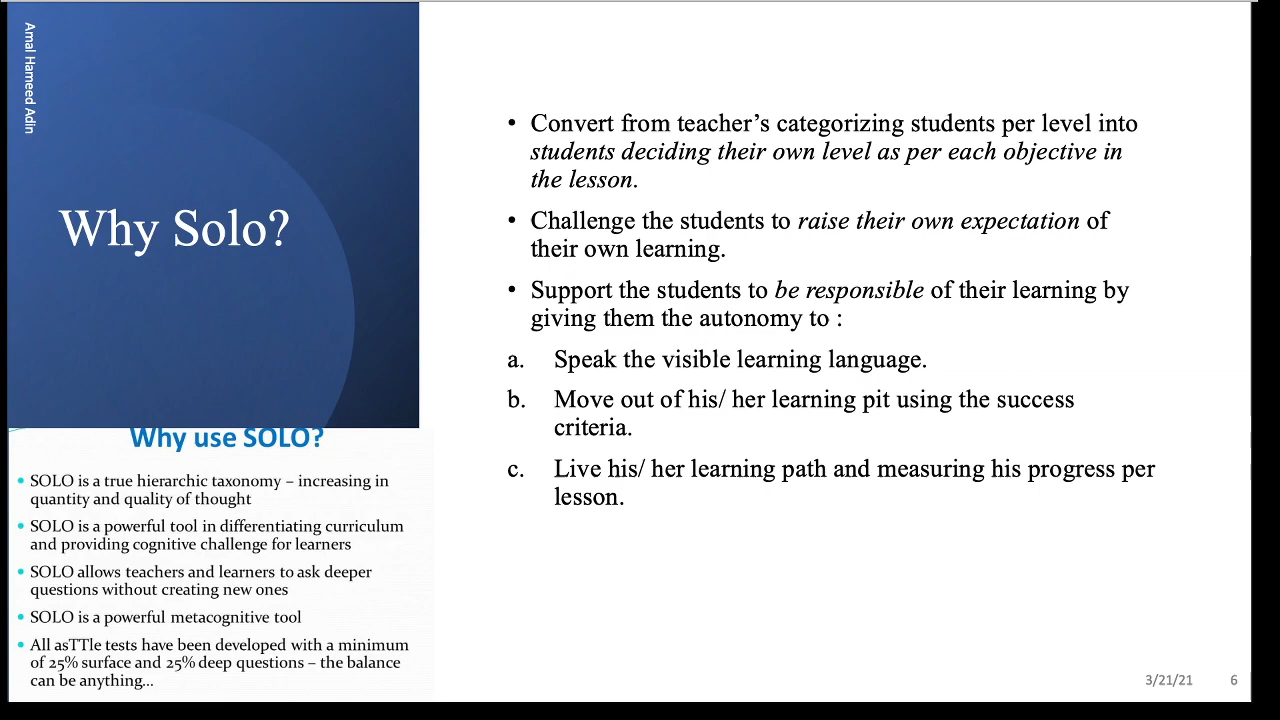 Amal Hameed Adin
Why Solo?
Why use SOLO?
• SOLO is a true hierarchic taxonomy – increasing in
quantity and quality of thought
• SOLO is a powerful tool in differentiating curriculum
and providing cognitive challenge for learners
• SOLO allows teachers and learners to ask deeper
questions without creating new ones
• SOLO is a powerful metacognitive tool
• All asTTle tests have been developed with a minimum
of 25% surface and 25% deep questions – the balance
can be anything...
• Convert from teacher’s categorizing students per level into
students deciding their own level as per each objective in
the lesson.
• Challenge the students to raise their own expectation of
their own learning.
• Support the students to be responsible of their learning by
giving them the autonomy to :
a. Speak the visible learning language.
b. Move out of his/ her learning pit using the success
criteria.
c. Live his/ her learning path and measuring his progress per
lesson.
3/21/21 6